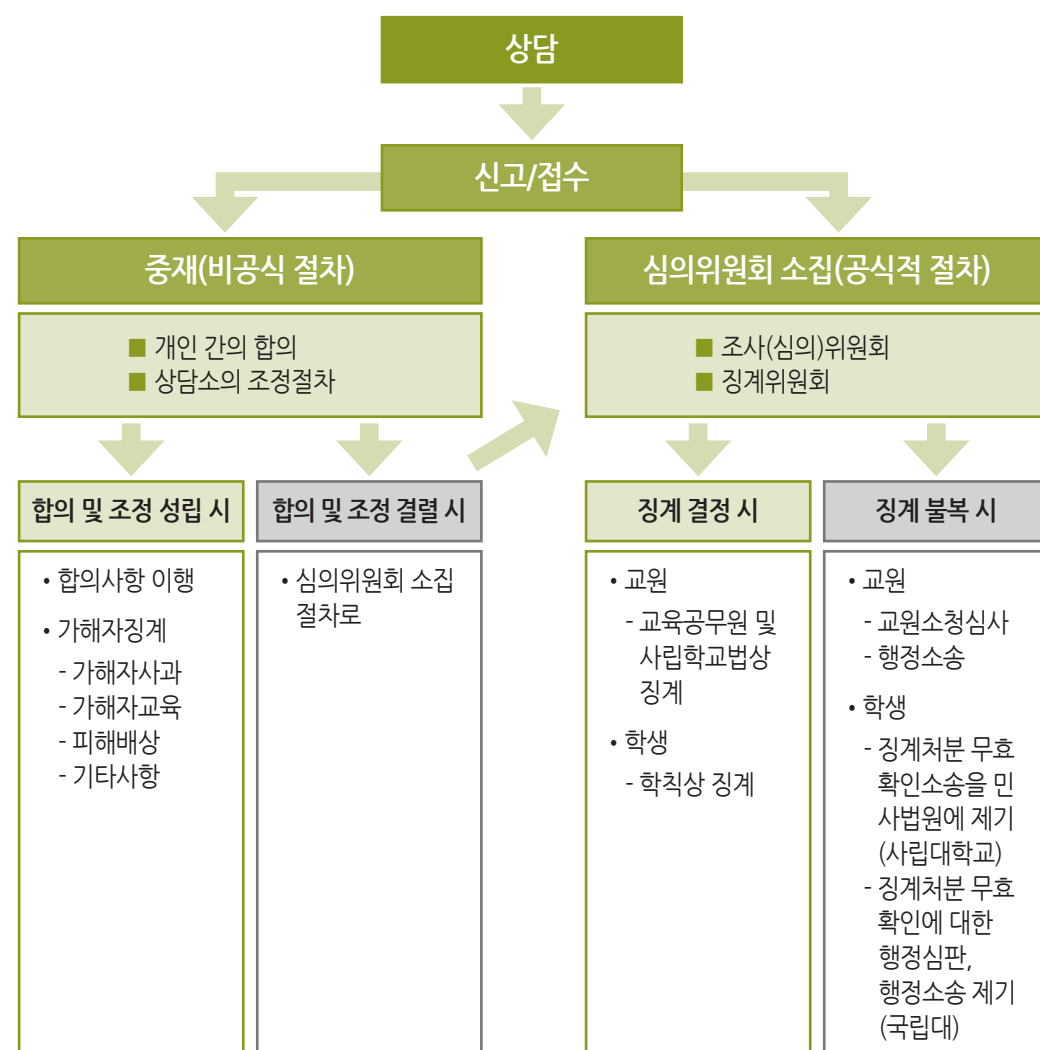 상담
신고/접수
중재(비공식 절차)
■ 개인 간의 합의
■ 상담소의 조정절차
심의위원회 소집(공식적 절차)
■ 조사(심의)위원회
■ 징계위원회
합의 및 조정 성립 시
• 합의사항 이행
• 가해자징계
- 가해자사과
- 가해자교육
- 피해배상
- 기타사항
합의 및 조정 결렬 시
• 심의위원회 소집
절차로
징계 결정 시
• 교원
- 교육공무원 및
사립학교법상
징계
• 학생
- 학칙상 징계
징계 불복 시
• 교원
- 교원소청심사
- 행정소송
• 학생
- 징계처분 무효
확인소송을 민
사법원에 제기
(사립대학교)
- 징계처분 무효
확인에 대한
행정심판,
행정소송 제기
(국립대)